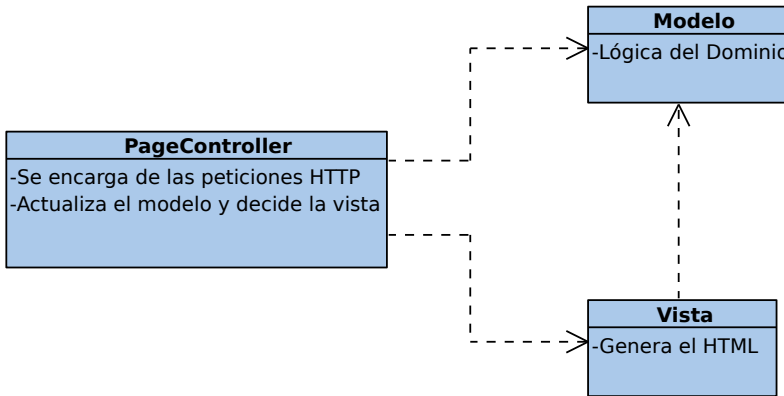 Modelo
-Lógica del Dominio
PageController
-Se encarga de las peticiones HTTP
-Actualiza el modelo y decide la vista
Vista
-Genera el HTML